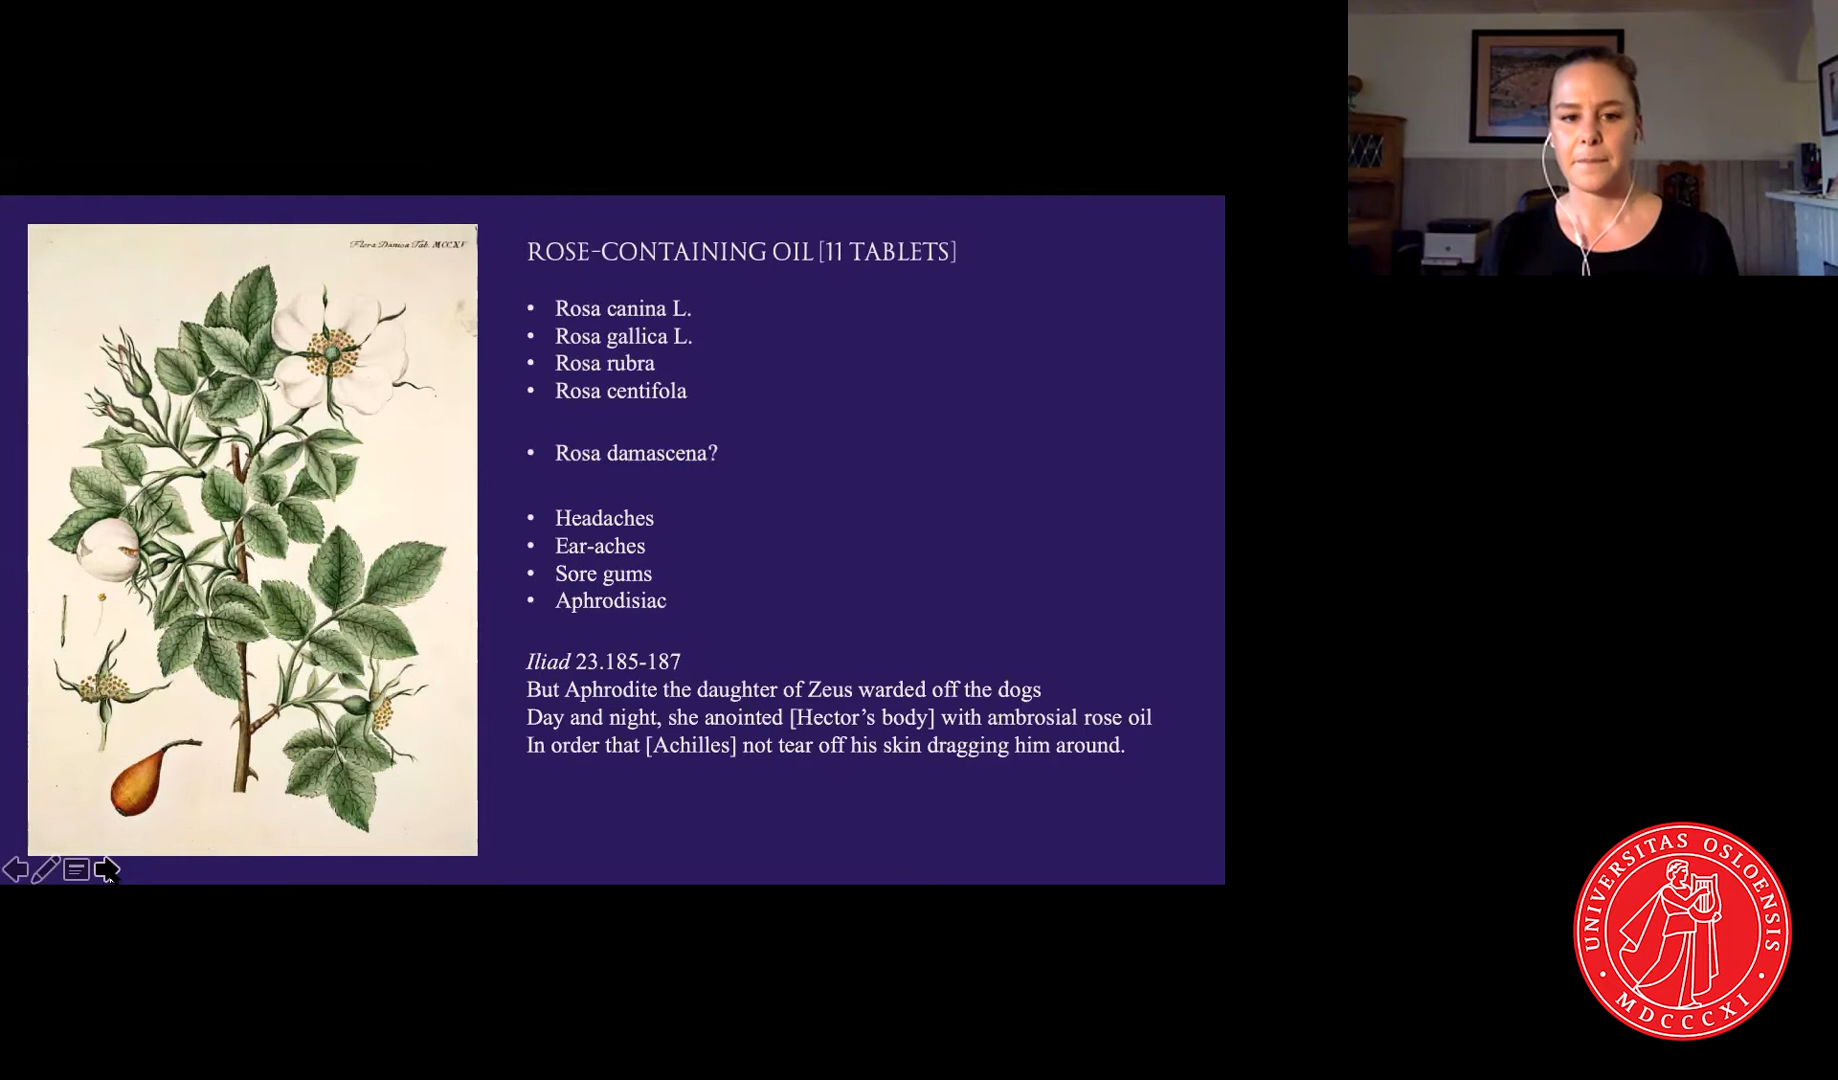 Flora Danica Tab. MCCXV
ROSE-CONTAINING OIL [11 TABLETS]
• Rosa canina L.
• Rosa gallica L.
• Rosa rubra
• Rosa centifola
• Rosa damascena?
• Headaches
• Ear-aches
• Sore gums
• Aphrodisiac
Iliad 23.185-187
But Aphrodite the daughter of Zeus warded off the dogs
Day and night, she anointed [Hector’s body] with ambrosial rose oil
In order that [Achilles] not tear off his skin dragging him around.
UNIVERSITAS OSLOENSIS
MDCCCXI